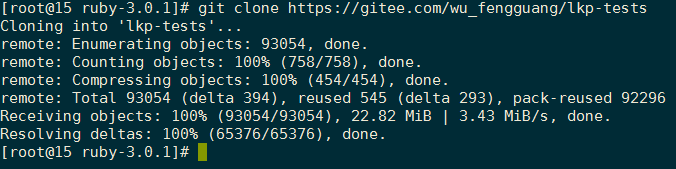 [root@15 ruby-3.0.1]# git clone https://gitee.com/wu_fengguang/lkp-tests
Cloning into 'lkp-tests'...
remote: Enumerating objects: 93054, done.
remote: Counting objects: 100% (758/758), done.
remote: Compressing objects: 100% (454/454), done.
remote: Total 93054 (delta 394), reused 545 (delta 293), pack-reused 92296
Receiving objects: 100% (93054/93054), 22.82 MiB | 3.43 MiB/s, done.
Resolving deltas: 100% (65376/65376), done.
[root@15 ruby-3.0.1]#